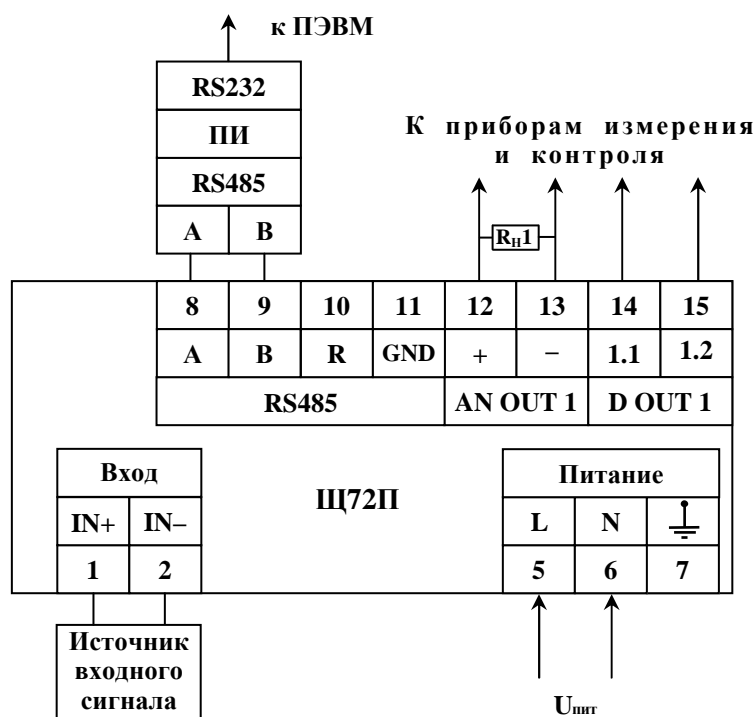 к ПЭВМ
RS232
ПИ
RS485
A B
К приборам измерения
и контроля
RН1
8 9 10 11 12 13 14 15
A B R GND + − 1.1 1.2
RS485 AN OUT 1 D OUT 1
Вход
IN+ IN−
1 2
Щ72П
Питание
L N
5 6 7
Источник
входного
сигнала
Uпит